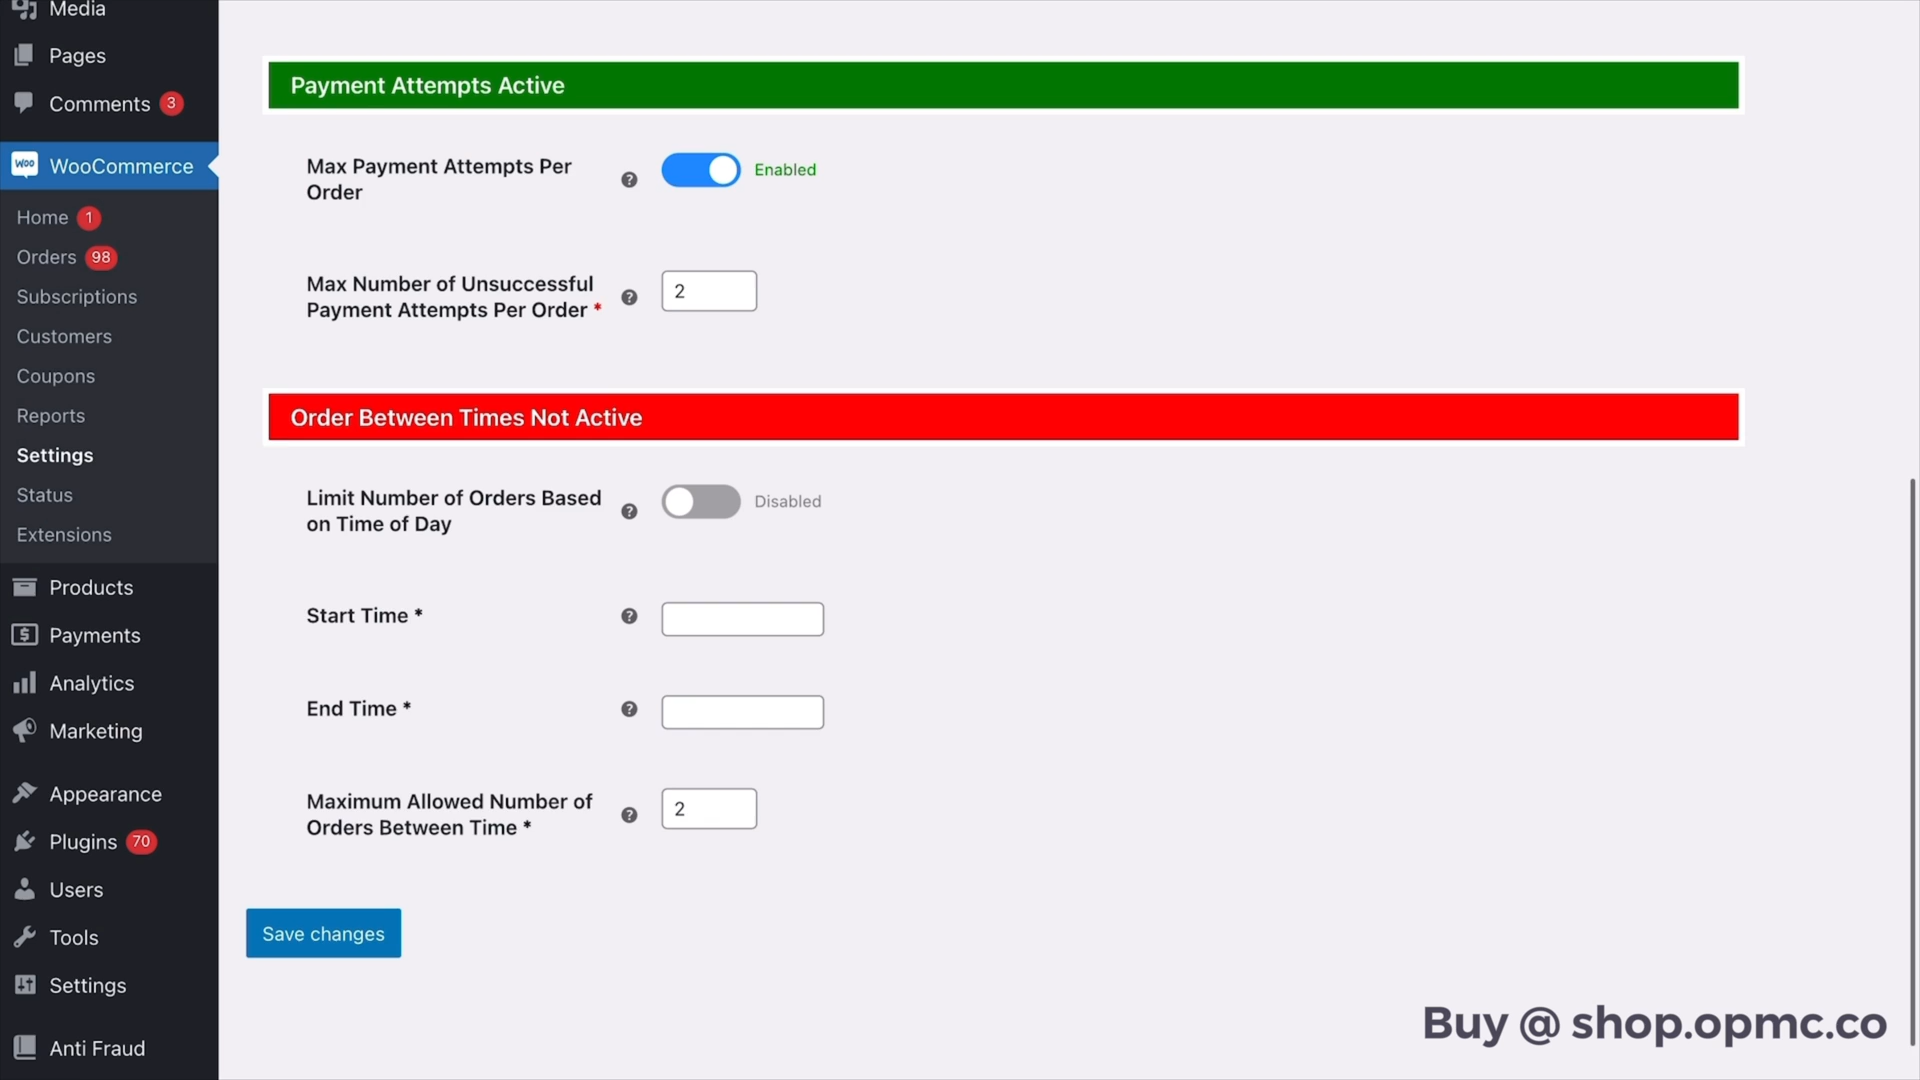 Media
Pages
Comments 3
WooCommerce
Home 1
Orders 98
Subscriptions
Customers
Coupons
Reports
Settings
Status
Extensions
Products
Payments
Analytics
Marketing
Appearance
Plugins 70
Users
Tools
Settings
Anti Fraud
Payment Attempts Active
Max Payment Attempts Per
Order
? Enabled
Max Number of Unsuccessful
Payment Attempts Per Order *
? 2
Order Between Times Not Active
Limit Number of Orders Based
on Time of Day
? Disabled
Start Time * ?
End Time * ?
Maximum Allowed Number of
Orders Between Time *
? 2
Save changes
Buy @ shop.opmc.co